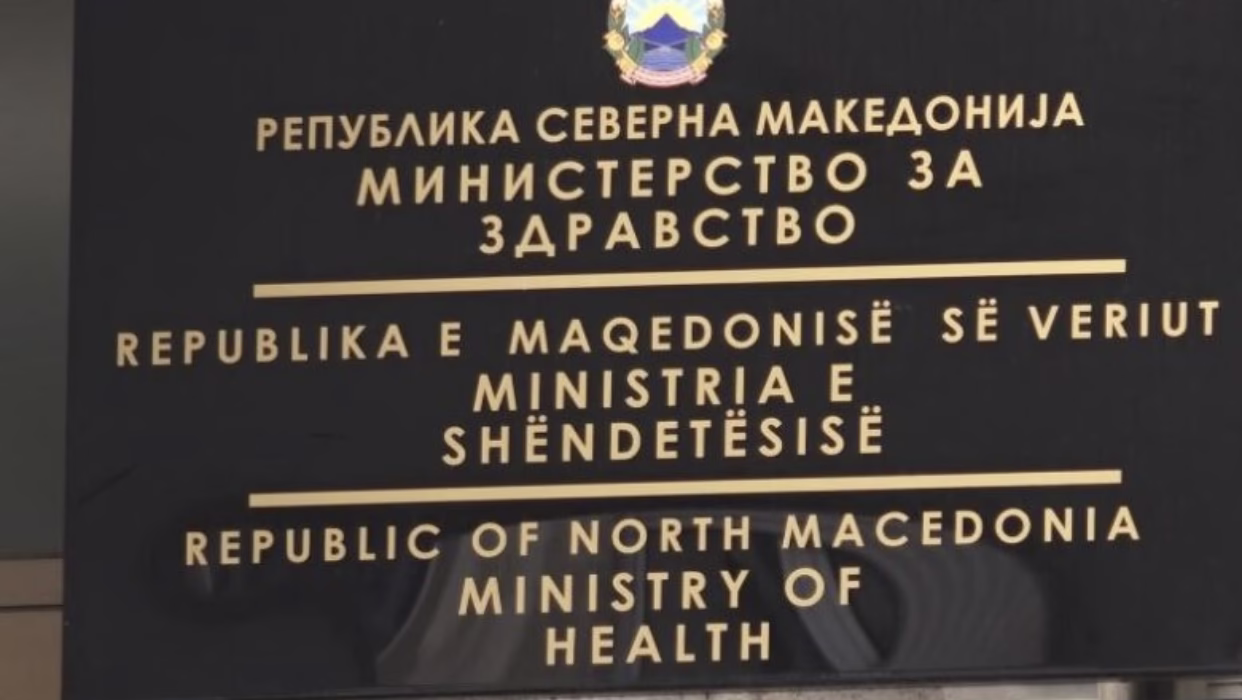 РЕПУБЛИКА СЕВЕРНА МАКЕДОНИЈА
МИНИСТЕРСТВО ЗА
ЗДРАВСТВО
REPUBLIKA E MAQEDONISË SË VERIUT
MINISTRIA E
SHËNDETËSISË
REPUBLIC OF NORTH MACEDONIA
MINISTRY OF
HEALTH